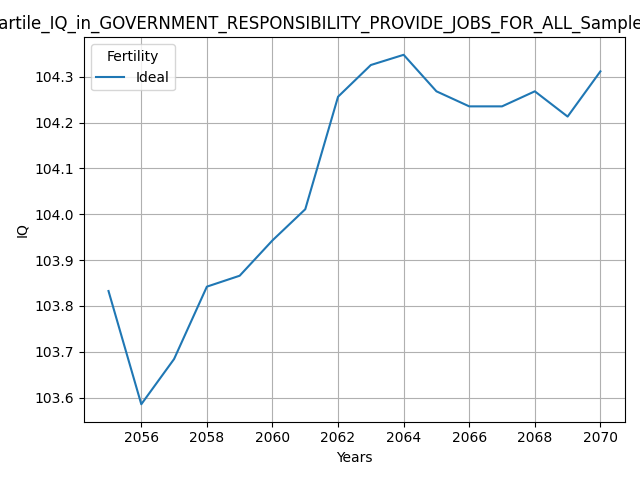 artile_IQ_in_GOVERNMENT_RESPONSIBILITY_PROVIDE_JOBS_FOR_ALL_Sample
Fertility
Ideal
104.3
104.2
104.1
104.0
103.9
103.8
103.7
103.6
IQ
2056 2058 2060 2062 2064 2066 2068 2070
Years